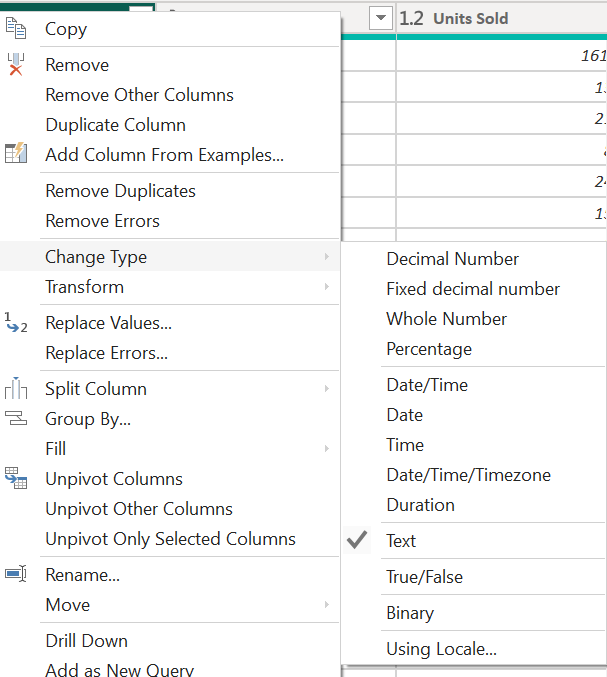 1.2 Units Sold
161
Copy
Remove
Remove Other Columns
Duplicate Column
Add Column From Examples...
Remove Duplicates
Remove Errors
Change Type
Transform
1
2
Replace Values...
Replace Errors...
Split Column
Group By...
Fill
Unpivot Columns
Unpivot Other Columns
Unpivot Only Selected Columns
Rename...
Move
Drill Down
Add as New Query
Decimal Number
Fixed decimal number
Whole Number
Percentage
Date/Time
Date
Time
Date/Time/Timezone
Duration
Text
True/False
Binary
Using Locale...